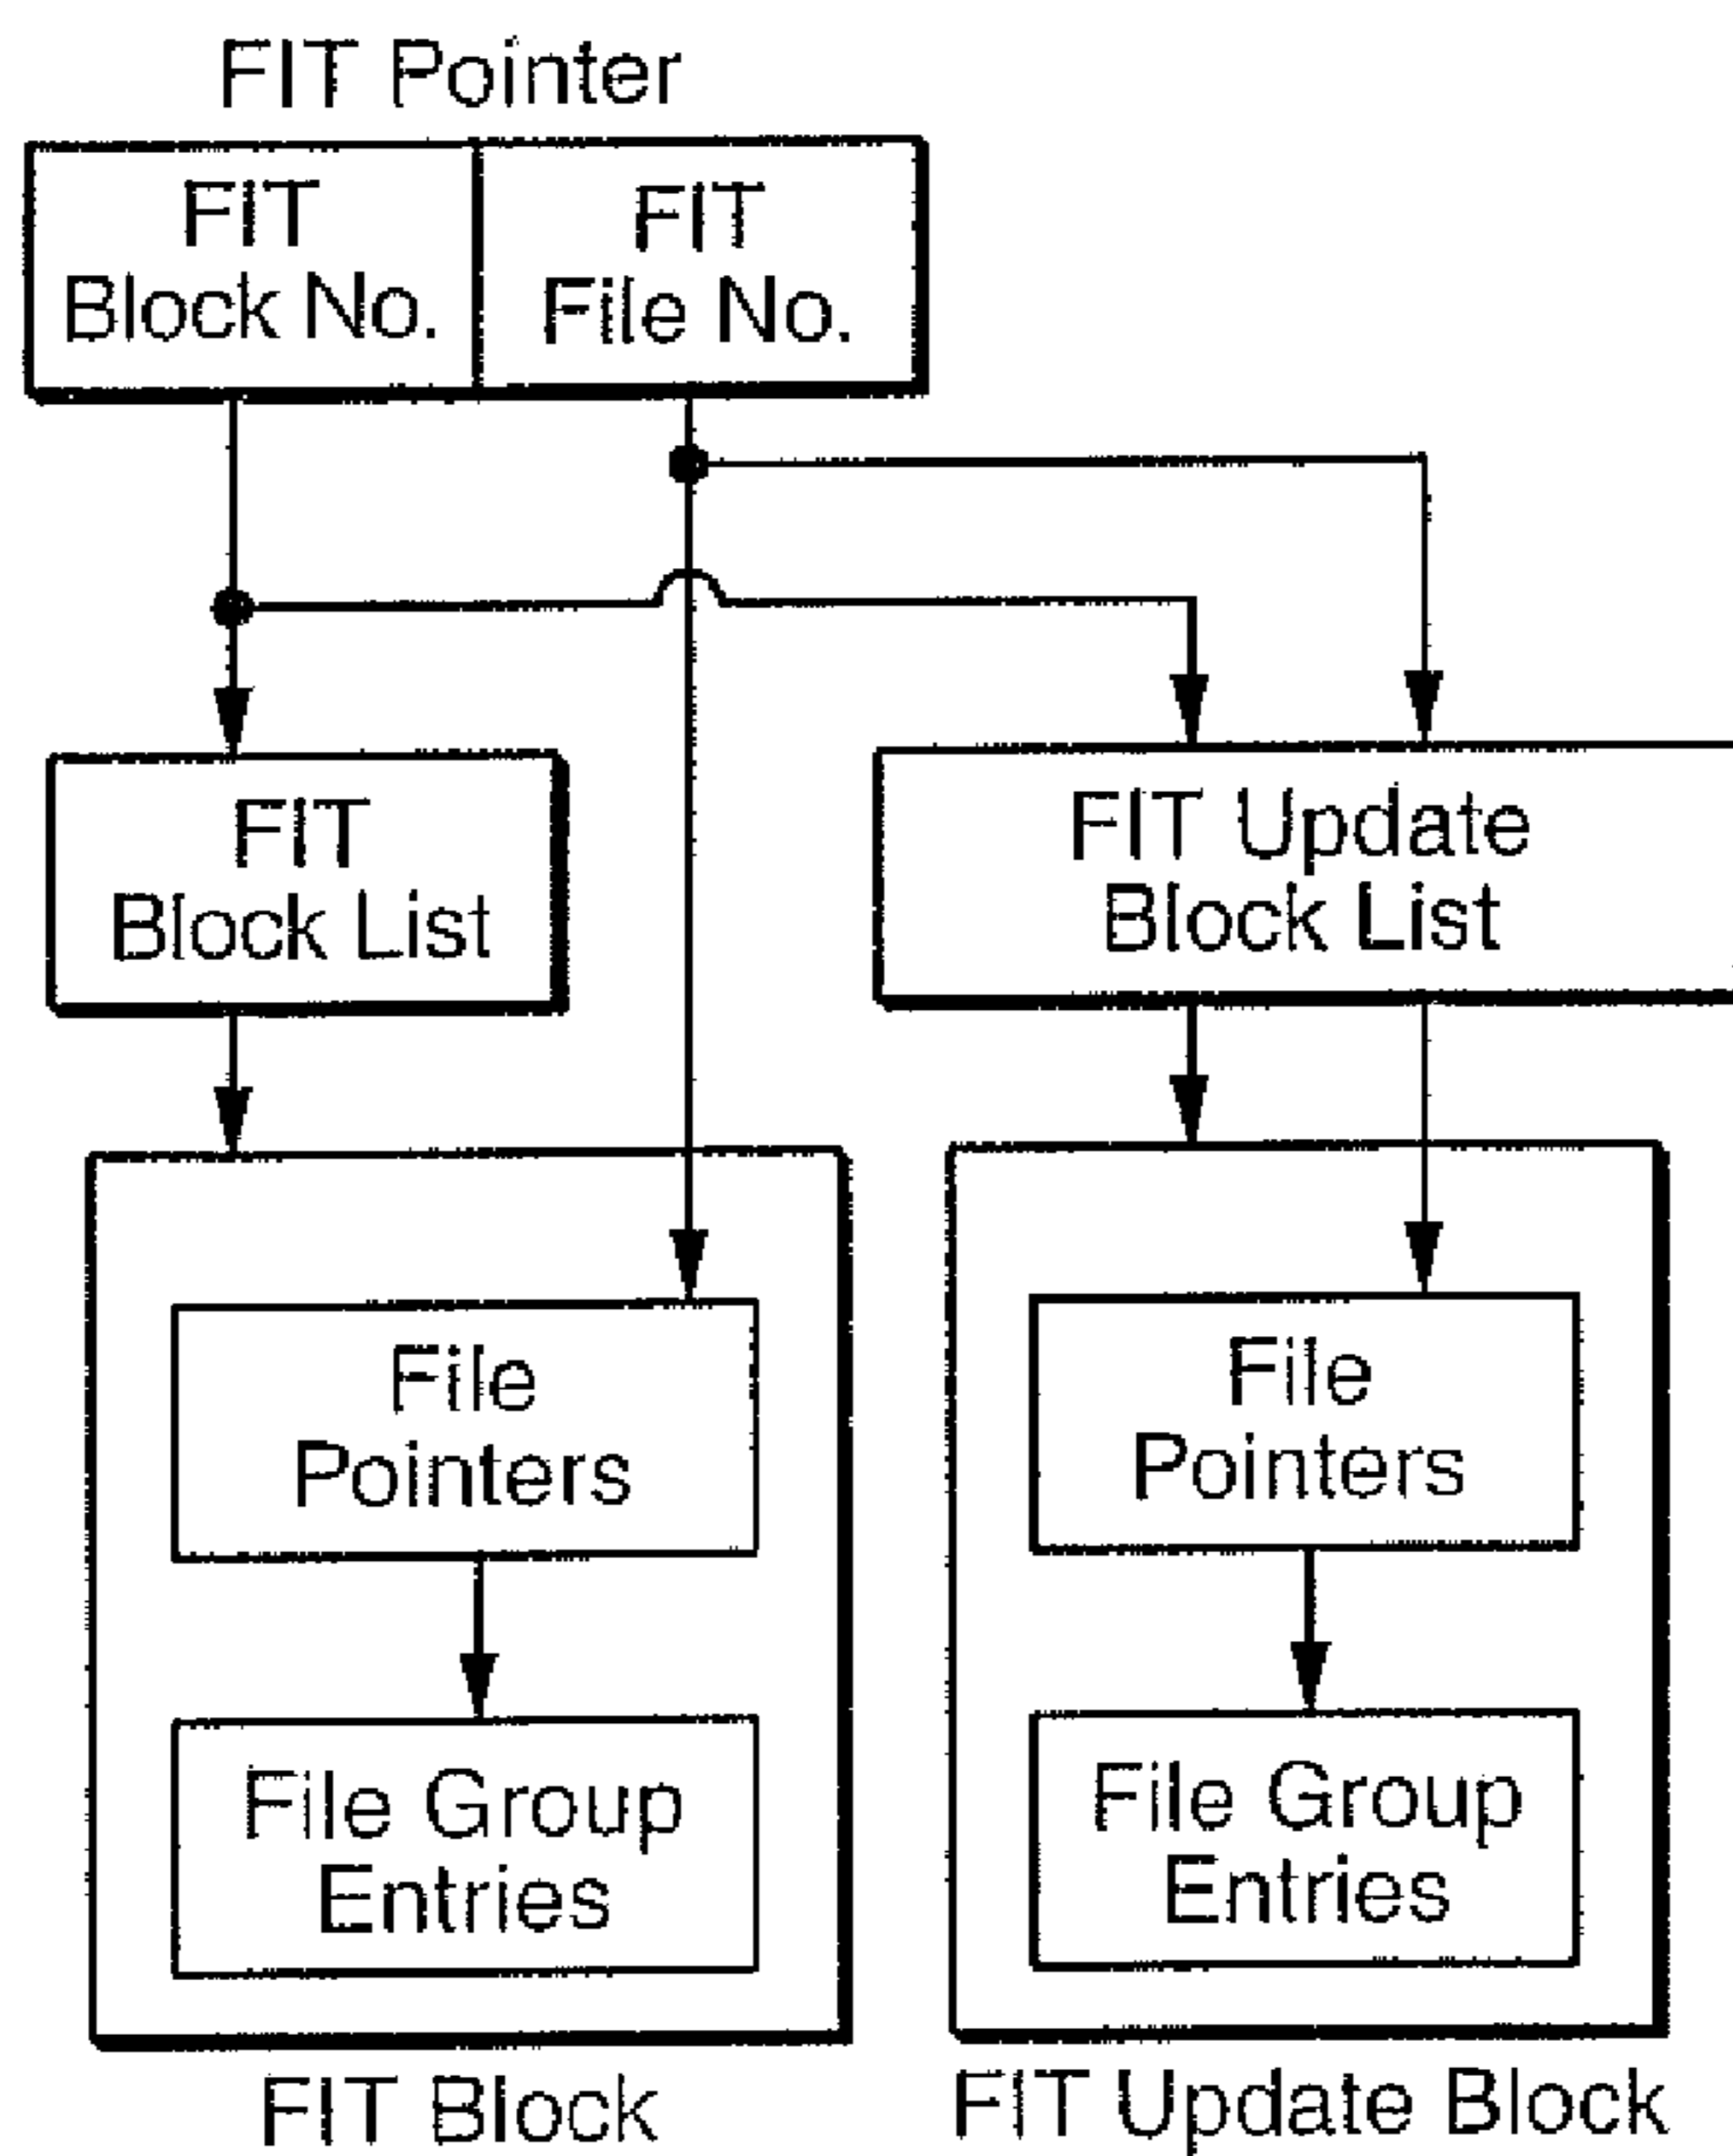 FIT Pointer
FIT
Block No.
FIT
File No.
FIT
Block List
FIT Update
Block List
File
Pointers
File Group
Entries
FIT Block
File
Pointers
File Group
Entries
FIT Update Block